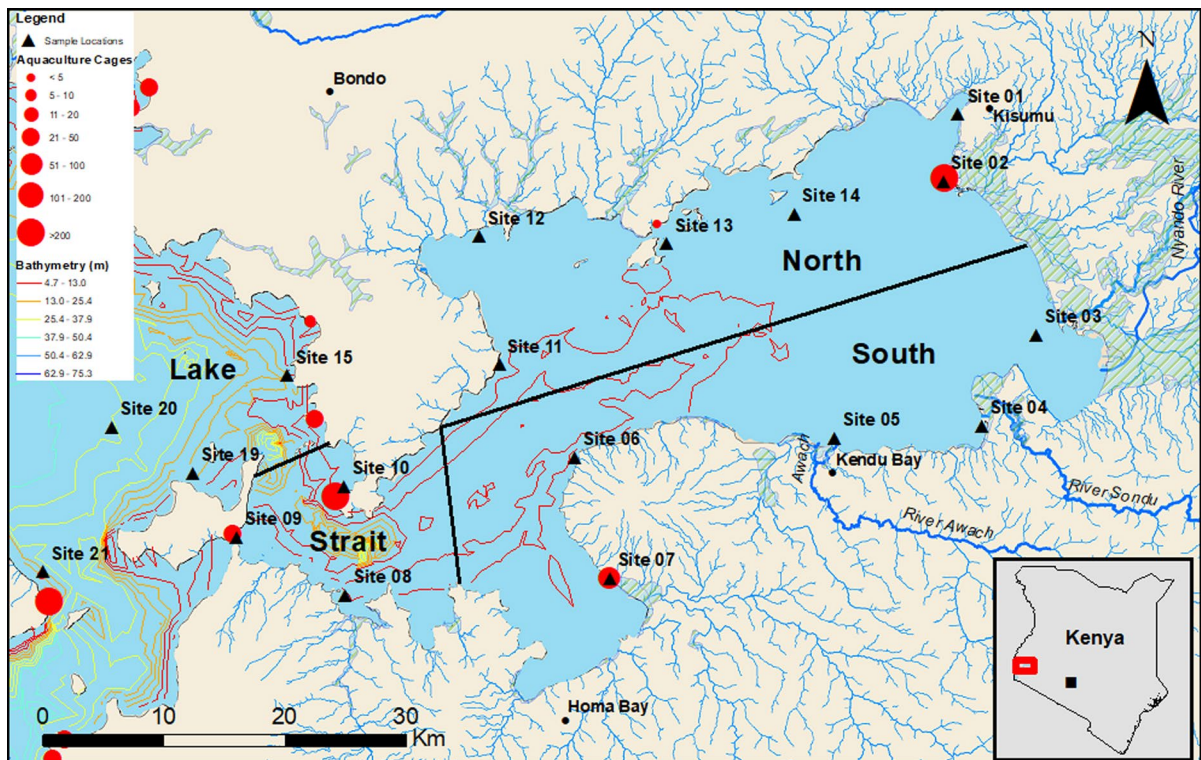 Legend
Sample Locations
Aquaculture Cages
< 5
5 - 10
11 - 20
21 - 50
51 - 100
101 - 200
>200
Bathymetry (m)
4.7 - 13.0
13.0 - 25.4
25.4 - 37.9
37.9 - 50.4
50.4 - 62.9
62.9 - 75.3
Bondo
N
Site 01
Kisumu
Site 02
Site 14
Site 12
Site 13
North
Nyando River
Site 03
Site 11
South
Site 15
Lake
Site 20
Site 04
Site 05
Awach
Kendu Bay
Site 06
Site 19
Site 10
River Sondu
River Awach
Site 09
Strait
Site 21
Site 07
Site 08
Kenya
Homa Bay
0 10 20 30
Km